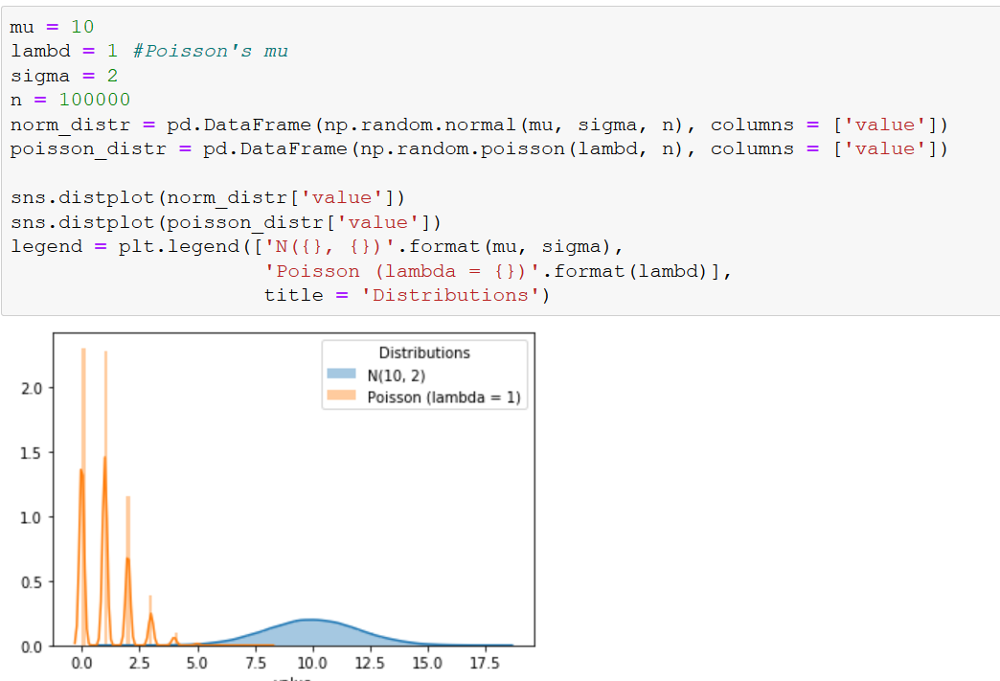 mu = 10
lambd = 1 #Poisson's mu
sigma = 2
n = 100000
norm_distr = pd.DataFrame(np.random.normal(mu, sigma, n), columns = ['value'])
poisson_distr = pd.DataFrame(np.random.poisson(lambd, n), columns = ['value'])
sns.distplot(norm_distr['value'])
sns.distplot(poisson_distr['value'])
legend = plt.legend(['N({}, {})'.format(mu, sigma),
'Poisson (lambda = {})'.format(lambd)],
title = 'Distributions')
Distributions
N(10, 2)
Poisson (lambda = 1)
2.0
1.5
1.0
0.5
0.0
0.0 2.5 5.0 7.5 10.0 12.5 15.0 17.5